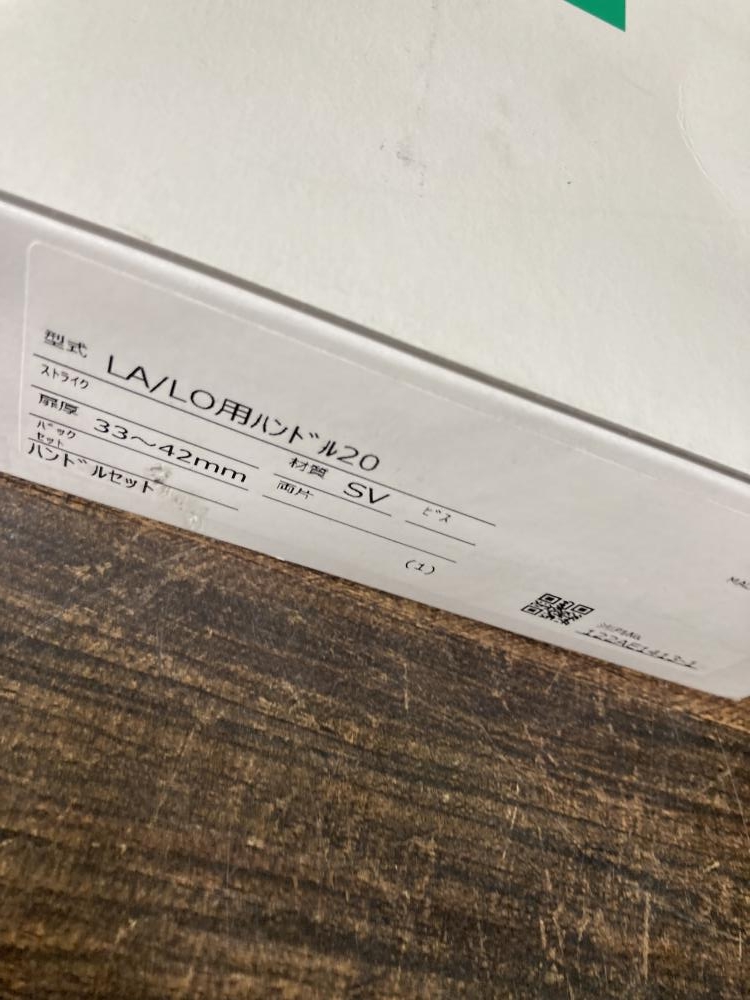 型式 LA/LO用ハンドル20
ストライク
扉厚 33～42mm 材質 SV ビス
バックセット 両片
ハンドルセット
(1)